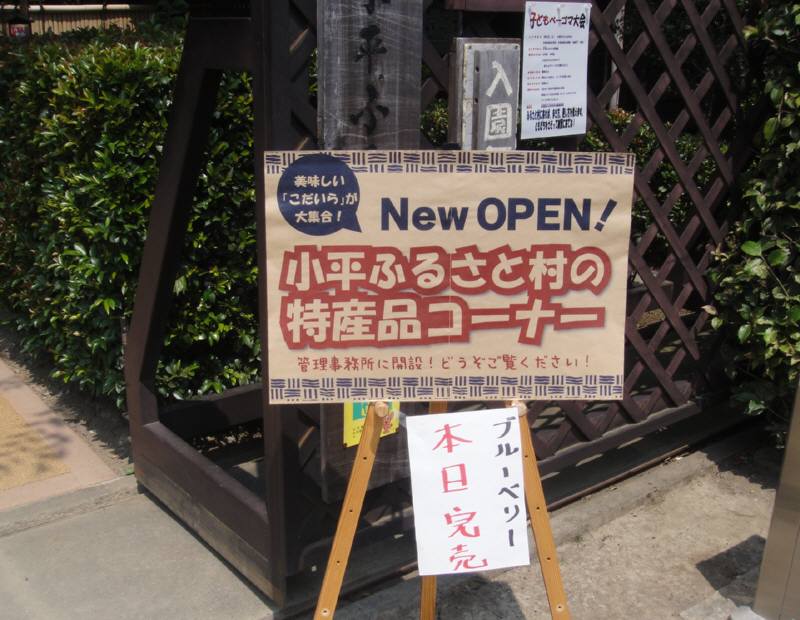 小平ふ
入園
子どもベーゴマ大会
美味しい
「こだいら」が
大集合!
New OPEN!
小平ふるさと村の
特産品コーナー
管理事務所に開設!どうぞご覧ください!
ブルーベリー
本日完売